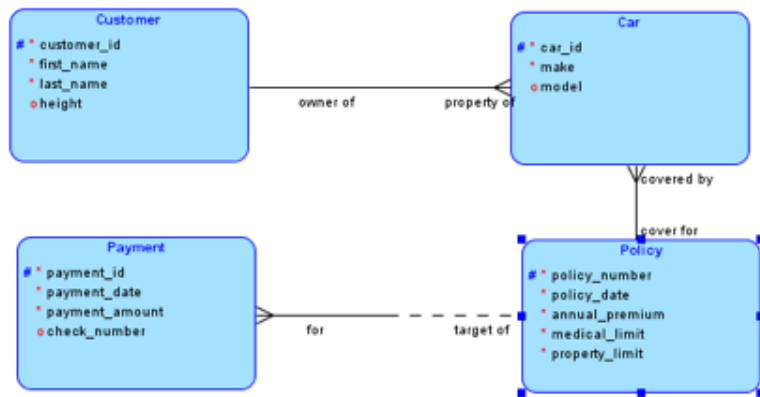 Customer
# * customer_id
* first_name
* last_name
o height
owner of
property of
Car
# * car_id
* make
o model
covered by
cover for
Payment
# * payment_id
* payment_date
* payment_amount
o check_number
for
target of
Policy
# * policy_number
* policy_date
* annual_premium
* medical_limit
* property_limit